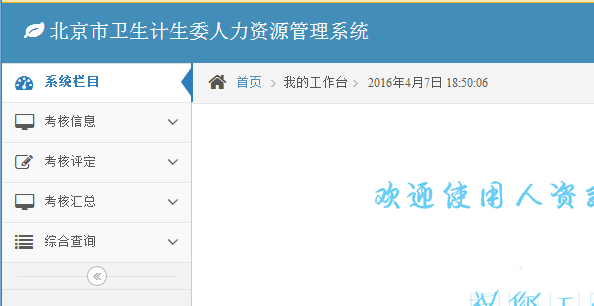 北京市卫生计生委人力资源管理系统
系统栏目
首页 > 我的工作台 > 2016年4月7日 18:50:06
考核信息
考核评定
考核汇总
综合查询
欢迎使用人资